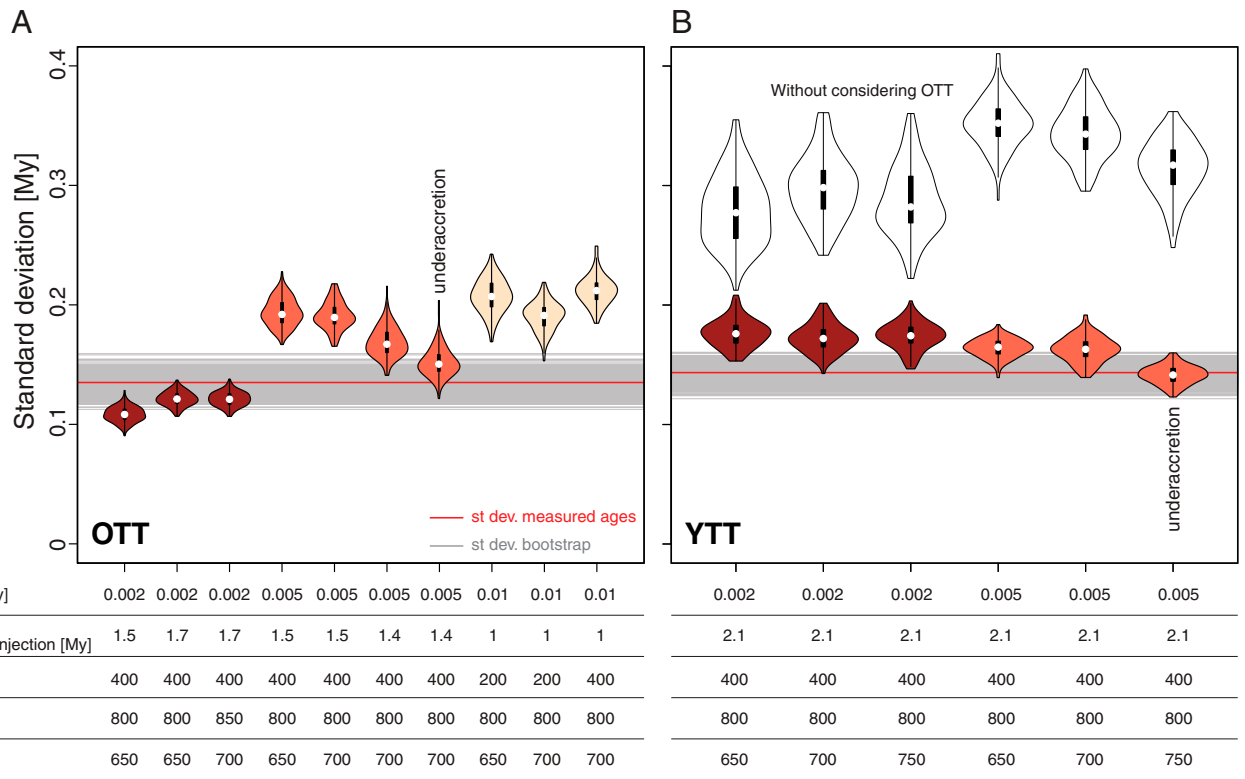 A
B
Standard deviation [My]
0.4
0.3
0.2
0.1
0
underaccretion
OTT
st dev. measured ages
st dev. bootstrap
Without considering OTT
underaccretion
YTT
y] 0.002 0.002 0.002 0.005 0.005 0.005 0.005 0.01 0.01 0.01 0.002 0.002 0.002 0.005 0.005 0.005
njection [My] 1.5 1.7 1.7 1.5 1.5 1.4 1.4 1 1 1 2.1 2.1 2.1 2.1 2.1 2.1
400 400 400 400 400 400 400 200 200 400 400 400 400 400 400 400
800 800 850 800 800 800 800 800 800 800 800 800 800 800 800 800
650 650 700 650 700 700 700 650 700 700 650 700 750 650 700 750